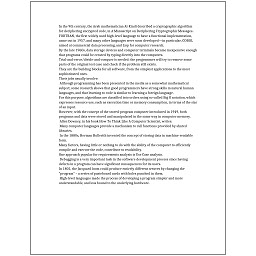 In the 9th century, the Arab mathematician Al-Kindi described a cryptographic algorithm
for deciphering encrypted code, in A Manuscript on Deciphering Cryptographic Messages.
FORTRAN, the first widely used high-level language to have a functional implementation,
came out in 1957, and many other languages were soon developed—in particular, COBOL
aimed at commercial data processing, and Lisp for computer research.
By the late 1960s, data storage devices and computer terminals became inexpensive enough
that programs could be created by typing directly into the computers.
Trial-and-error/divide-and-conquer is needed: the programmer will try to remove some
parts of the original test case and check if the problem still exists.
They are the building blocks for all software, from the simplest applications to the most
sophisticated ones.
Their jobs usually involve:
Although programming has been presented in the media as a somewhat mathematical
subject, some research shows that good programmers have strong skills in natural human
languages, and that learning to code is similar to learning a foreign language.
For this purpose, algorithms are classified into orders using so-called Big O notation, which
expresses resource use, such as execution time or memory consumption, in terms of the size
of an input.
However, with the concept of the stored-program computer introduced in 1949, both
programs and data were stored and manipulated in the same way in computer memory.
Allen Downey, in his book How To Think Like A Computer Scientist, writes:
Many computer languages provide a mechanism to call functions provided by shared
libraries.
In the 1880s, Herman Hollerith invented the concept of storing data in machine-readable
form.
Many factors, having little or nothing to do with the ability of the computer to efficiently
compile and execute the code, contribute to readability.
One approach popular for requirements analysis is Use Case analysis.
Debugging is a very important task in the software development process since having
defects in a program can have significant consequences for its users.
In 1801, the Jacquard loom could produce entirely different weaves by changing the
"program" – a series of pasteboard cards with holes punched in them.
High-level languages made the process of developing a program simpler and more
understandable, and less bound to the underlying hardware.